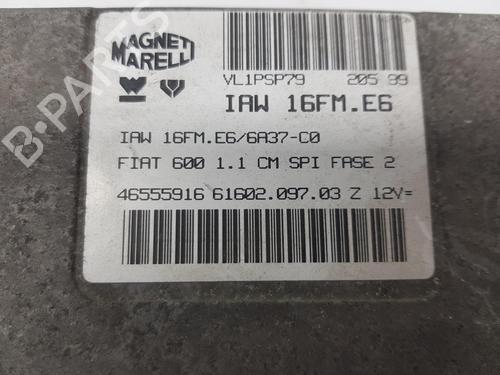 MAGNETI
MARELLI
VL1PSP79 205 99
IAW 16FM.E6
IAW 16FM.E6/6A37-C0
FIAT 600 1.1 CM SPI FASE 2
46555916 61602.097.03 Z 12V=